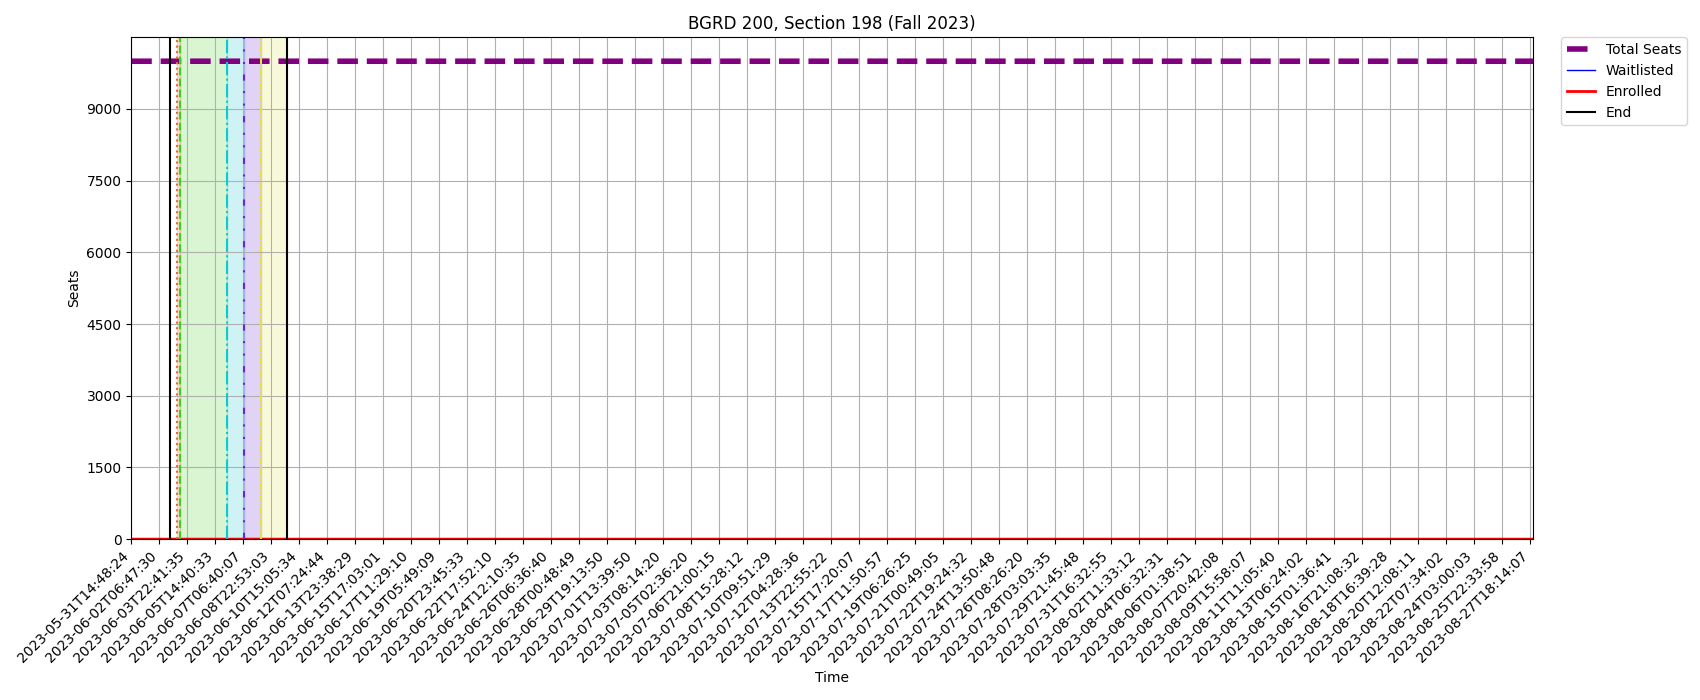 BGRD 200, Section 198 (Fall 2023)
Total Seats
Waitlisted
Enrolled
End
Seats
9000
7500
6000
4500
3000
1500
0
2023-05-31T14:48:24
2023-06-02T06:47:30
2023-06-03T22:41:35
2023-06-05T14:40:33
2023-06-07T06:40:07
2023-06-08T22:53:03
2023-06-10T15:05:34
2023-06-12T07:24:44
2023-06-13T23:38:29
2023-06-15T17:03:01
2023-06-17T11:29:10
2023-06-19T05:49:09
2023-06-20T23:45:33
2023-06-22T17:52:10
2023-06-24T12:10:35
2023-06-26T06:36:40
2023-06-28T00:48:49
2023-06-29T19:13:50
2023-07-01T13:39:50
2023-07-03T08:14:20
2023-07-05T02:36:20
2023-07-06T21:00:15
2023-07-08T15:28:12
2023-07-10T09:51:29
2023-07-12T04:28:36
2023-07-13T22:55:22
2023-07-15T17:20:07
2023-07-17T11:50:57
2023-07-19T06:26:25
2023-07-21T00:49:05
2023-07-22T19:24:32
2023-07-24T13:50:48
2023-07-26T08:26:20
2023-07-28T03:03:35
2023-07-29T21:45:48
2023-07-31T16:32:55
2023-08-02T11:33:12
2023-08-04T06:32:31
2023-08-06T01:38:51
2023-08-07T20:42:08
2023-08-09T15:58:07
2023-08-11T11:05:40
2023-08-13T06:24:02
2023-08-15T01:36:41
2023-08-16T21:08:32
2023-08-18T16:39:28
2023-08-20T12:08:11
2023-08-22T07:34:02
2023-08-24T03:00:03
2023-08-25T22:33:58
2023-08-27T18:14:07
Time